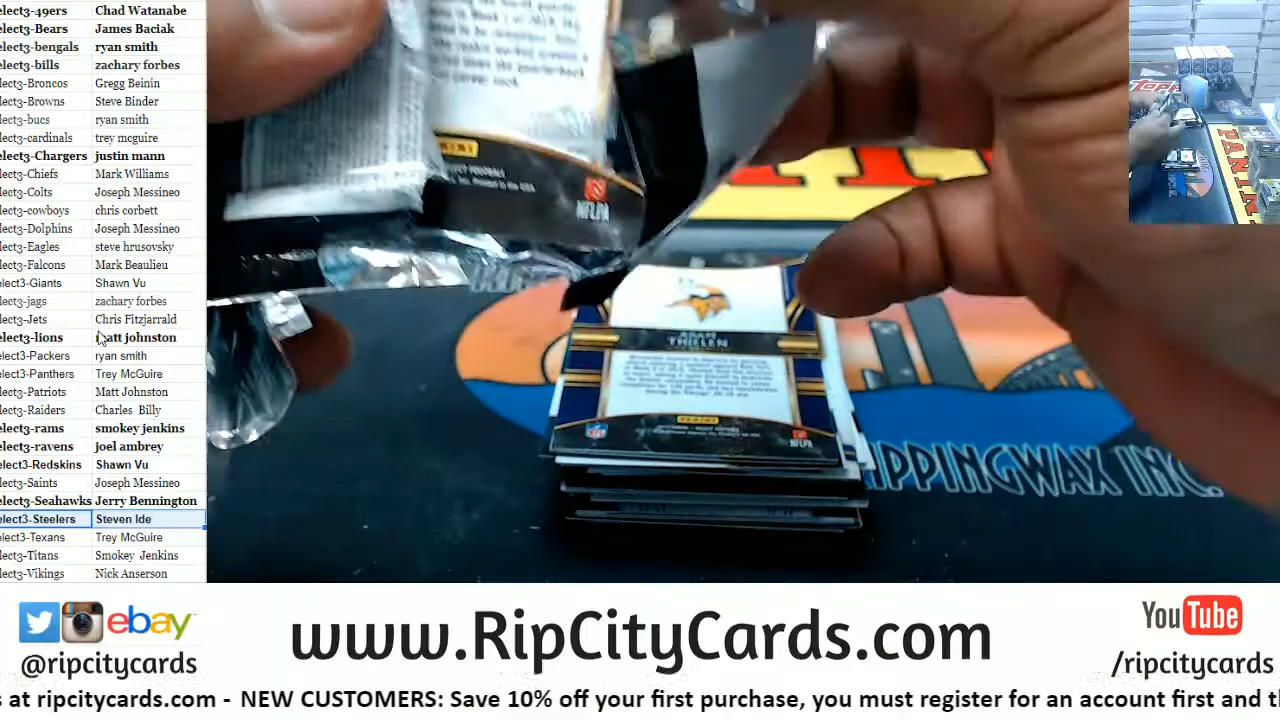 elect3-49ers Chad Watanabe
elect3-Bears James Baciak
elect3-bengals ryan smith
elect3-bills zachary forbes
lect3-Broncos Gregg Beinin
lect3-Browns Steve Binder
lect3-bucs ryan smith
lect3-cardinals trey mcguire
elect3-Chargers justin mann
lect3-Chiefs Mark Williams
lect3-Colts Joseph Messineo
lect3-cowboys chris corbett
lect3-Dolphins Joseph Messineo
lect3-Eagles steve hrusovsky
lect3-Falcons Mark Beaulieu
elect3-Giants Shawn Vu
lect3-jags zachary forbes
lect3-Jets Chris Fitzjarrald
elect3-lions matt johnston
elect3-Packers ryan smith
elect3-Panthers Trey McGuire
lect3-Patriots Matt Johnston
lect3-Raiders Charles Billy
elect3-rams smokey jenkins
elect3-ravens joel ambrey
elect3-Redskins Shawn Vu
lect3-Saints Joseph Messineo
elect3-Seahawks Jerry Bennington
elect3-Steelers Steven Ide
elect3-Texans Trey McGuire
lect3-Titans Smokey Jenkins
lect3-Vikings Nick Anserson
PANINI
NFLPA
ADAM
THIELEN
PANINI
NFLPA
IPPINGWAX INC.
PANINI
ebay
@ripcitycards
www.RipCityCards.com
YouTube
/ripcitycards
s at ripcitycards.com - NEW CUSTOMERS: Save 10% off your first purchase, you must register for an account first and th